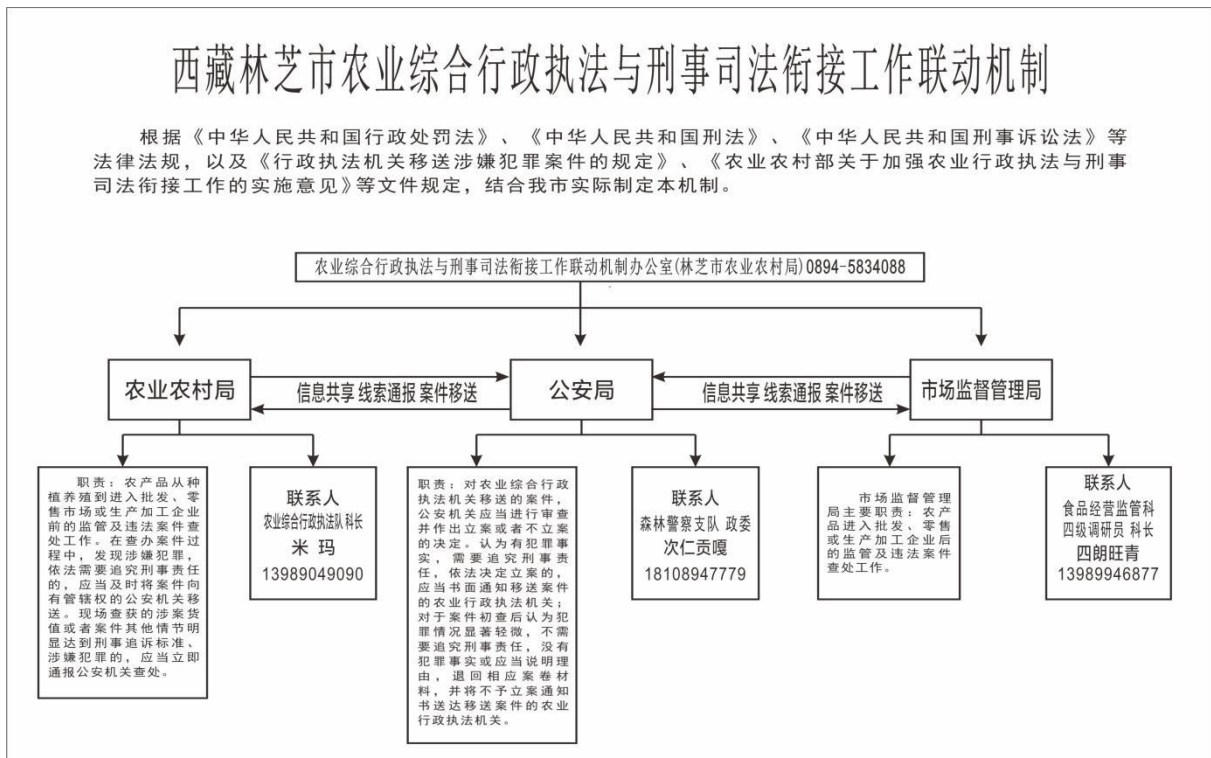 西藏林芝市农业综合行政执法与刑事司法衔接工作联动机制
根据《中华人民共和国行政处罚法》、《中华人民共和国刑法》、《中华人民共和国刑事诉讼法》等
法律法规，以及《行政执法机关移送涉嫌犯罪案件的规定》、《农业农村部关于加强农业行政执法与刑事
司法衔接工作的实施意见》等文件规定，结合我市实际制定本机制。
农业综合行政执法与刑事司法衔接工作联动机制办公室(林芝市农业农村局)0894-5834088
农业农村局
信息共享 线索通报 案件移送
公安局
信息共享 线索通报 案件移送
市场监督管理局
职责：农产品从种
植养殖到进入批发、零
售市场或生产加工企业
前的监管及违法案件查
处工作。在查办案件过
程中，发现涉嫌犯罪，
依法需要追究刑事责任
的，应当及时将案件向
有管辖权的公安机关移
送。现场查获的涉案货
值或者案件其他情节明
显达到刑事追诉标准、
涉嫌犯罪的，应当立即
通报公安机关查处。
联系人
农业综合行政执法队 科长
米 玛
13989049090
职责：对农业综合行政
执法机关移送的案件，
公安机关应当进行审查
并作出立案或者不立案
的决定。认为有犯罪事
实，需要追究刑事责
任，依法决定立案的，
应当书面通知移送案件
的农业行政执法机关；
对于案件初查后认为犯
罪情况显著轻微，不需
要追究刑事责任，没有
犯罪事实或应当说明理
由，退回相应案卷材
料，并将不予立案通知
书送达移送案件的农业
行政执法机关。
联系人
森林警察支队 政委
次仁贡嘎
18108947779
市场监督管理
局主要职责：农产
品进入批发、零售
或生产加工企业后
的监管及违法案件
查处工作。
联系人
食品经营监管科
四级调研员 科长
四朗旺青
13989946877